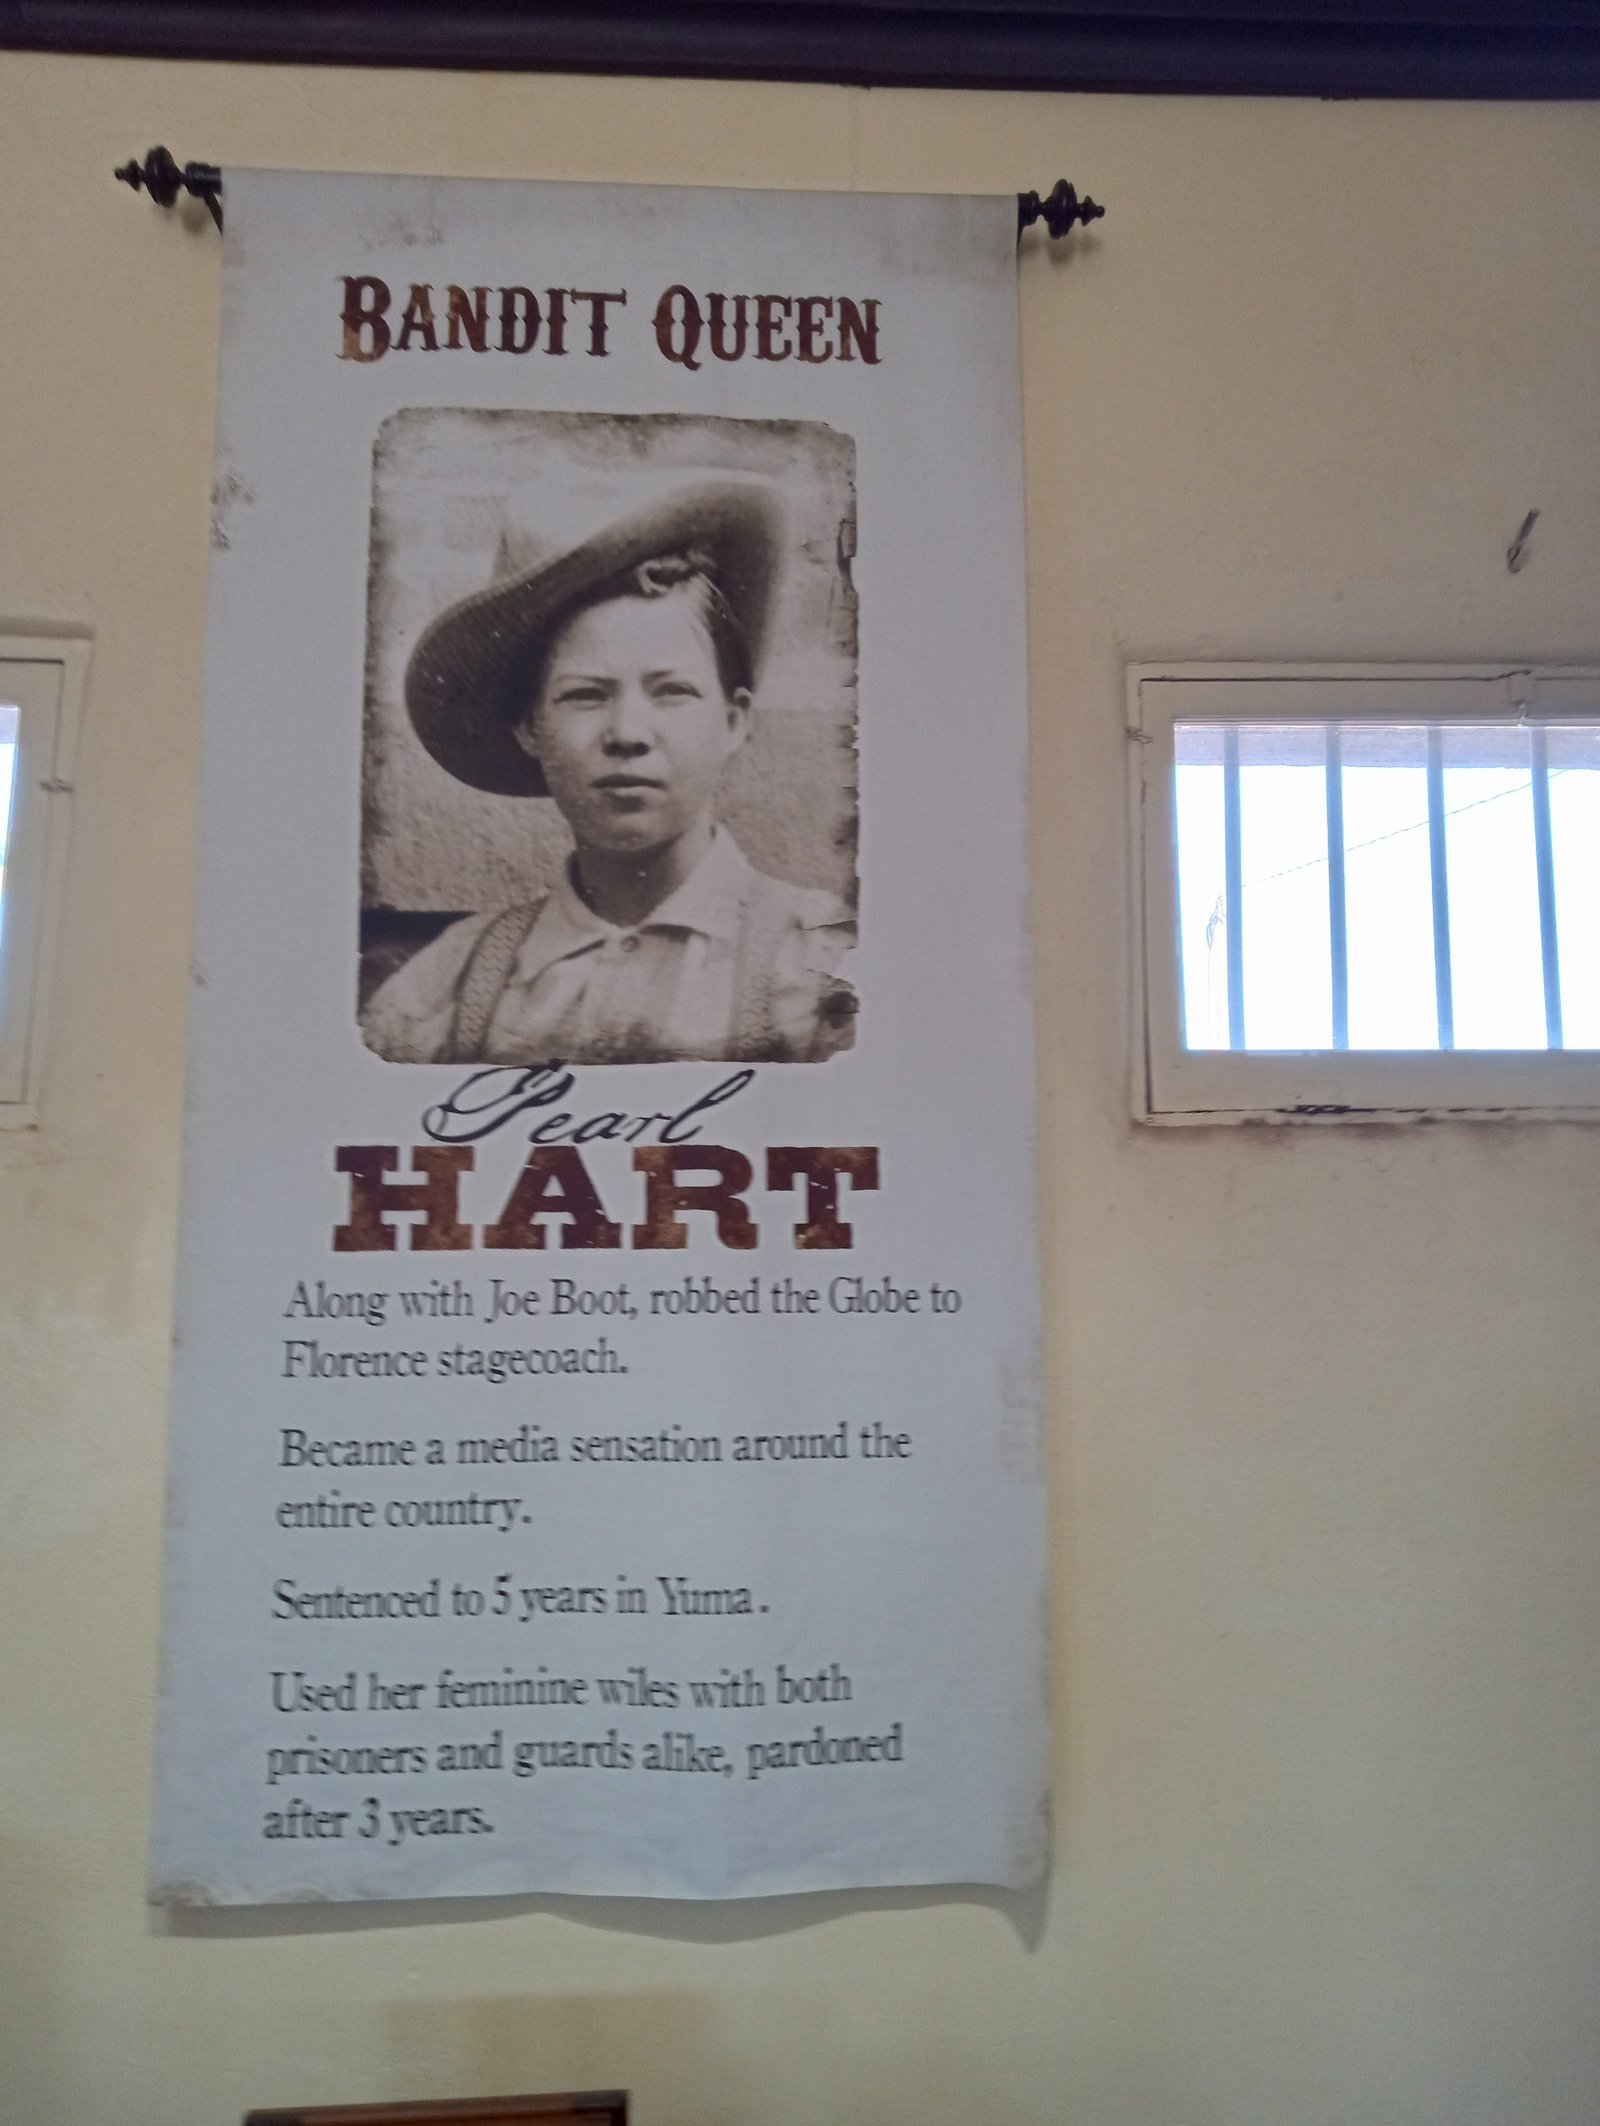 BANDIT QUEEN
Pearl
HART
Along with Joe Boot, robbed the Globe to
Florence stagecoach.
Became a media sensation around the
entire country.
Sentenced to 5 years in Yuma.
Used her feminine wiles with both
prisoners and guards alike, pardoned
after 3 years.